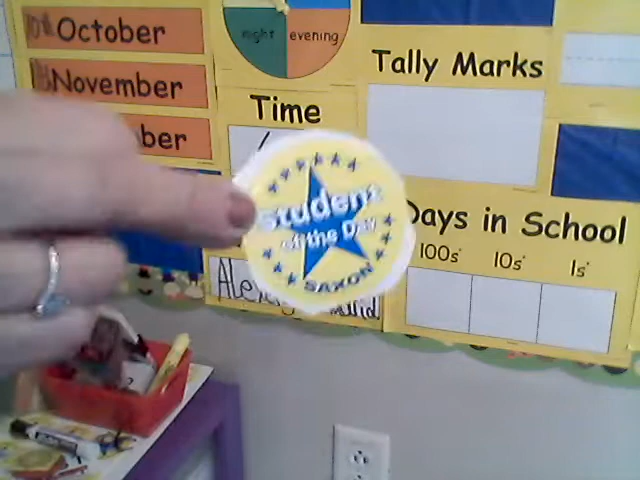 October
November
ber
night
evening
Time
Tally Marks
Student
of the Day
SAXON
Days in School
100s'
10s'
1s'